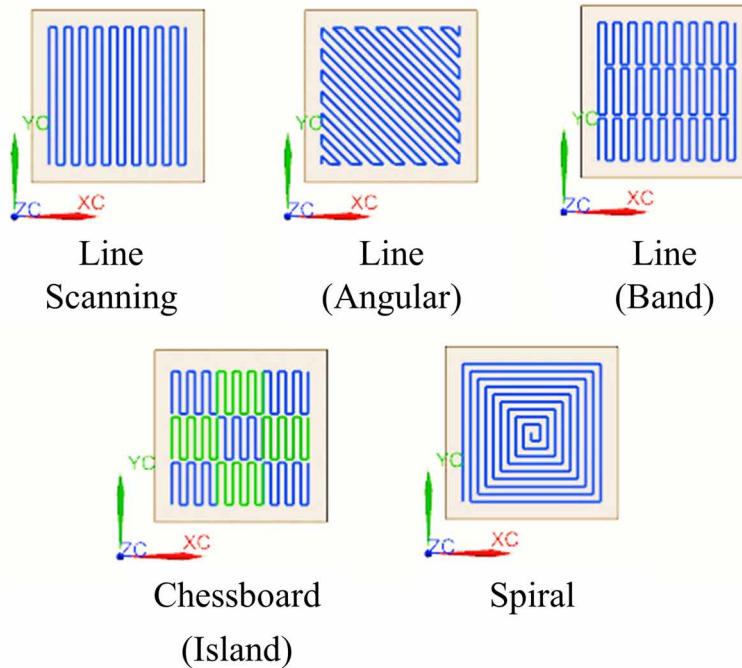 YC
ZC
XC
Line
Scanning
YC
ZC
XC
Line
(Angular)
YC
ZC
XC
Line
(Band)
YC
ZC
XC
Chessboard
(Island)
YC
ZC
XC
Spiral